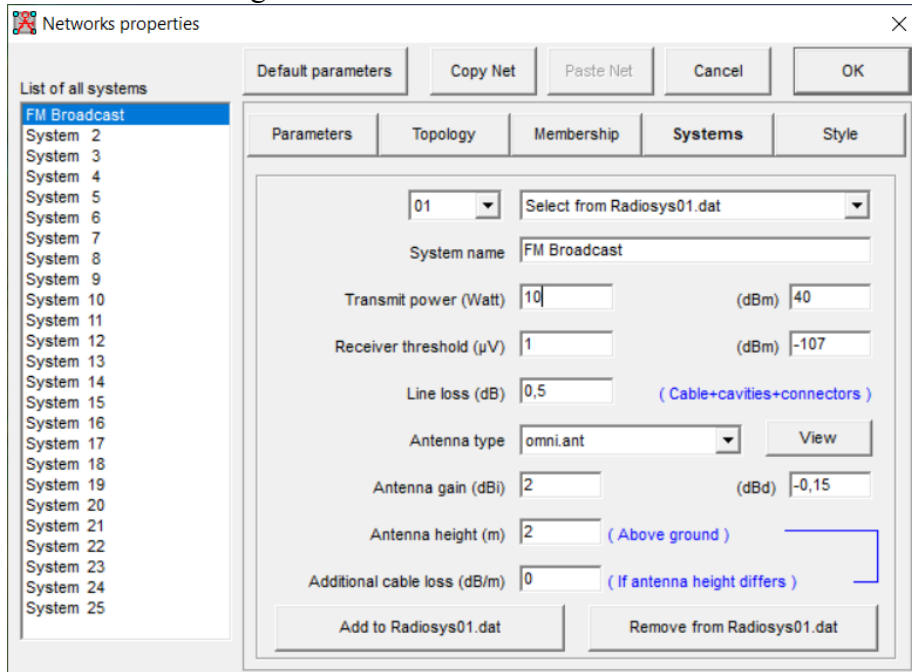 Networks properties
Default parameters Copy Net Paste Net Cancel OK
List of all systems
FM Broadcast
System 2
System 3
System 4
System 5
System 6
System 7
System 8
System 9
System 10
System 11
System 12
System 13
System 14
System 15
System 16
System 17
System 18
System 19
System 20
System 21
System 22
System 23
System 24
System 25
Parameters Topology Membership Systems Style
01 Select from Radiosys01.dat
System name FM Broadcast
Transmit power (Watt) 10 (dBm) 40
Receiver threshold (µV) 1 (dBm) -107
Line loss (dB) 0,5 ( Cable+cavities+connectors )
Antenna type omni.ant View
Antenna gain (dBi) 2 (dBd) -0,15
Antenna height (m) 2 ( Above ground )
Additional cable loss (dB/m) 0 ( If antenna height differs )
Add to Radiosys01.dat Remove from Radiosys01.dat